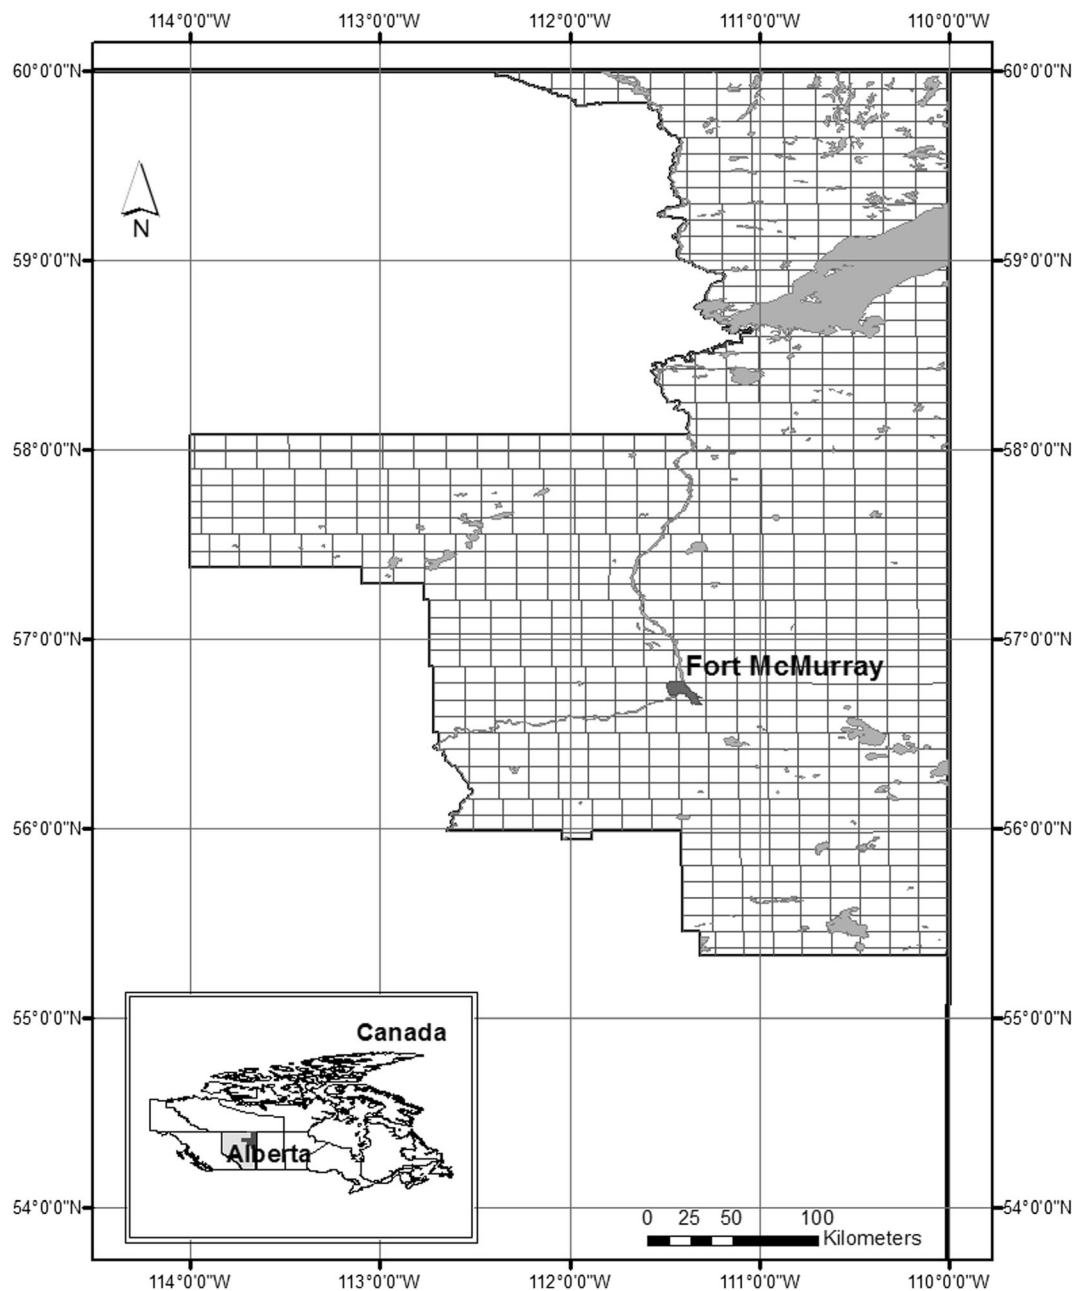 114°0'0"W 113°0'0"W 112°0'0"W 111°0'0"W 110°0'0"W
60°0'0"N 60°0'0"N
N
59°0'0"N 59°0'0"N
58°0'0"N 58°0'0"N
57°0'0"N 57°0'0"N
Fort McMurray
56°0'0"N 56°0'0"N
55°0'0"N 55°0'0"N
Canada
Alberta
54°0'0"N 54°0'0"N
0 25 50 100
Kilometers
114°0'0"W 113°0'0"W 112°0'0"W 111°0'0"W 110°0'0"W